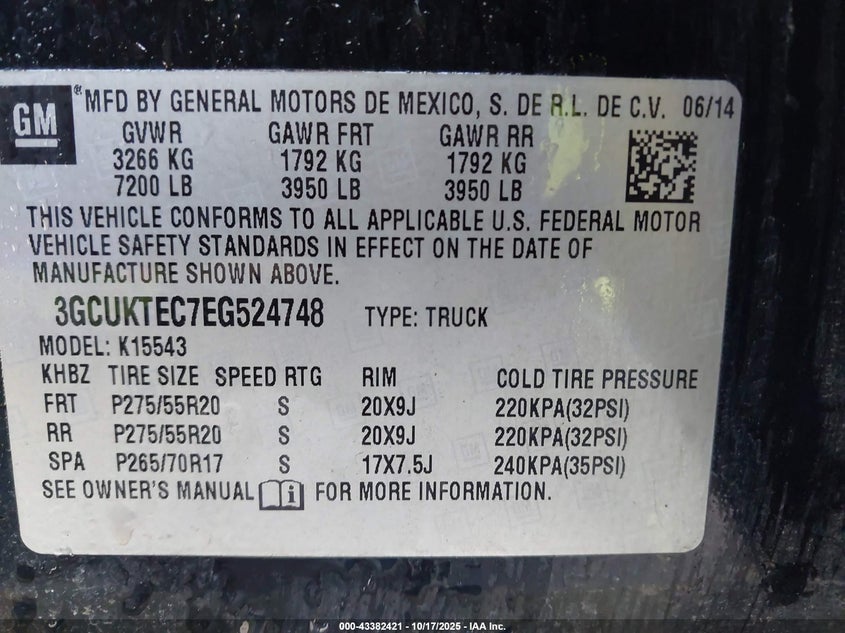 GM
® MFD BY GENERAL MOTORS DE MEXICO, S. DE R.L. DE C.V. 06/14
GVWR GAWR FRT GAWR RR
3266 KG 1792 KG 1792 KG
7200 LB 3950 LB 3950 LB
THIS VEHICLE CONFORMS TO ALL APPLICABLE U.S. FEDERAL MOTOR
VEHICLE SAFETY STANDARDS IN EFFECT ON THE DATE OF
MANUFACTURE SHOWN ABOVE.
3GCUKTEC7EG524748 TYPE: TRUCK
MODEL: K15543
KHBZ TIRE SIZE SPEED RTG RIM COLD TIRE PRESSURE
FRT P275/55R20 S 20X9J 220KPA(32PSI)
RR P275/55R20 S 20X9J 220KPA(32PSI)
SPA P265/70R17 S 17X7.5J 240KPA(35PSI)
SEE OWNER'S MANUAL i FOR MORE INFORMATION.
000-43382421 - 10/17/2025 - IAA Inc.